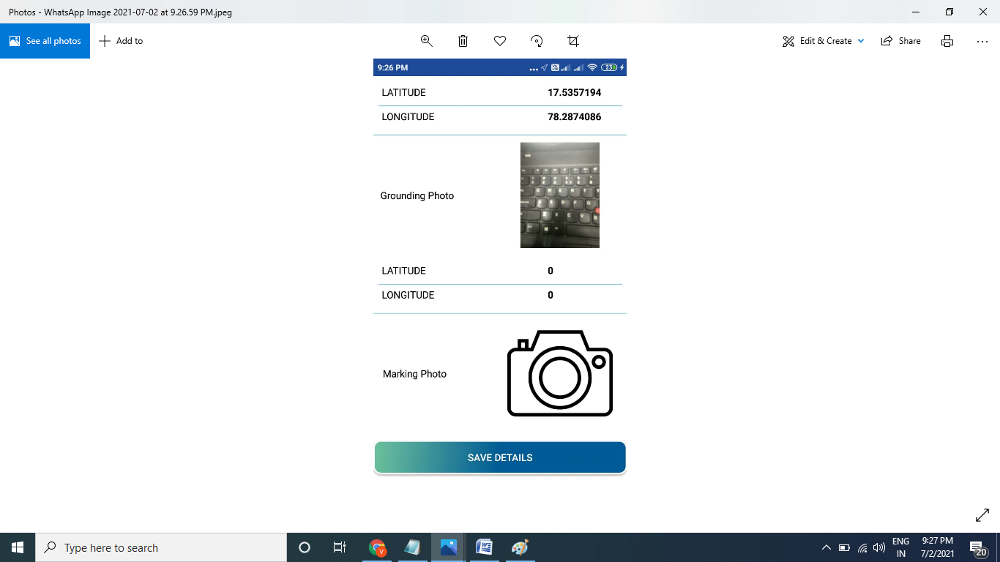 Photos - WhatsApp Image 2021-07-02 at 9.26.59 PM.jpeg
See all photos
Add to
Edit & Create
Share
9:26 PM
23
LATITUDE 17.5357194
LONGITUDE 78.2874086
Grounding Photo
Q W E R T Y
A S D F G
Z X C V B
LATITUDE 0
LONGITUDE 0
Marking Photo
SAVE DETAILS
Type here to search
ENG
IN
9:27 PM
7/2/2021
20